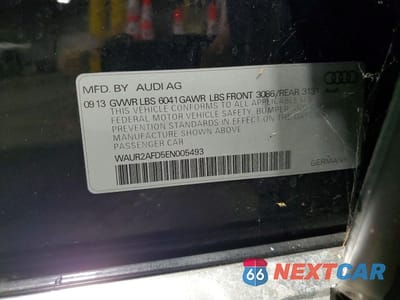 MFD. BY AUDI AG
09.13 GVWR LBS 6041 GAWR LBS FRONT 3086/REAR 3131
THIS VEHICLE CONFORMS TO ALL APPLICABLE
FEDERAL MOTOR VEHICLE SAFETY, BUMPER, AND THEFT
PREVENTION STANDARDS IN EFFECT ON THE DATE OF
MANUFACTURE SHOWN ABOVE
PASSENGER CAR
WAUR2AFD5EN005493
GERMANY
66 NEXTCAR